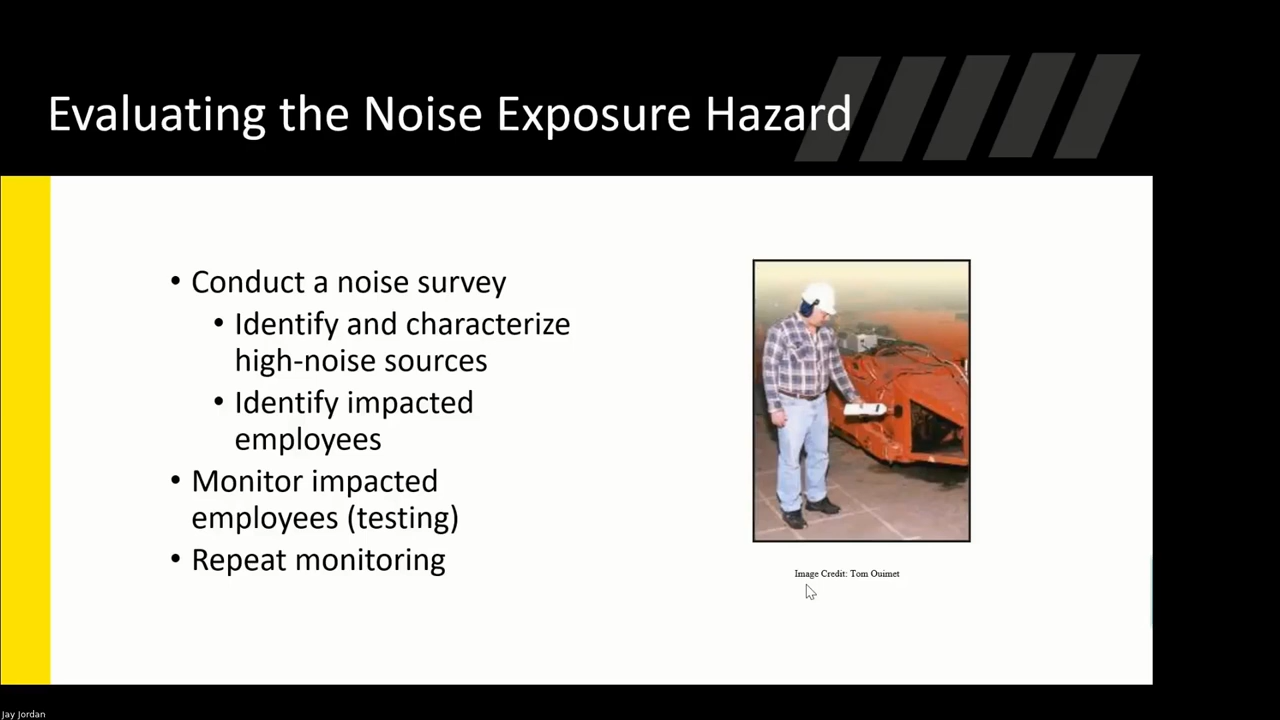 Evaluating the Noise Exposure Hazard
• Conduct a noise survey
• Identify and characterize
high-noise sources
• Identify impacted
employees
• Monitor impacted
employees (testing)
• Repeat monitoring
Image Credit: Tom Ouimet
Jay Jordan